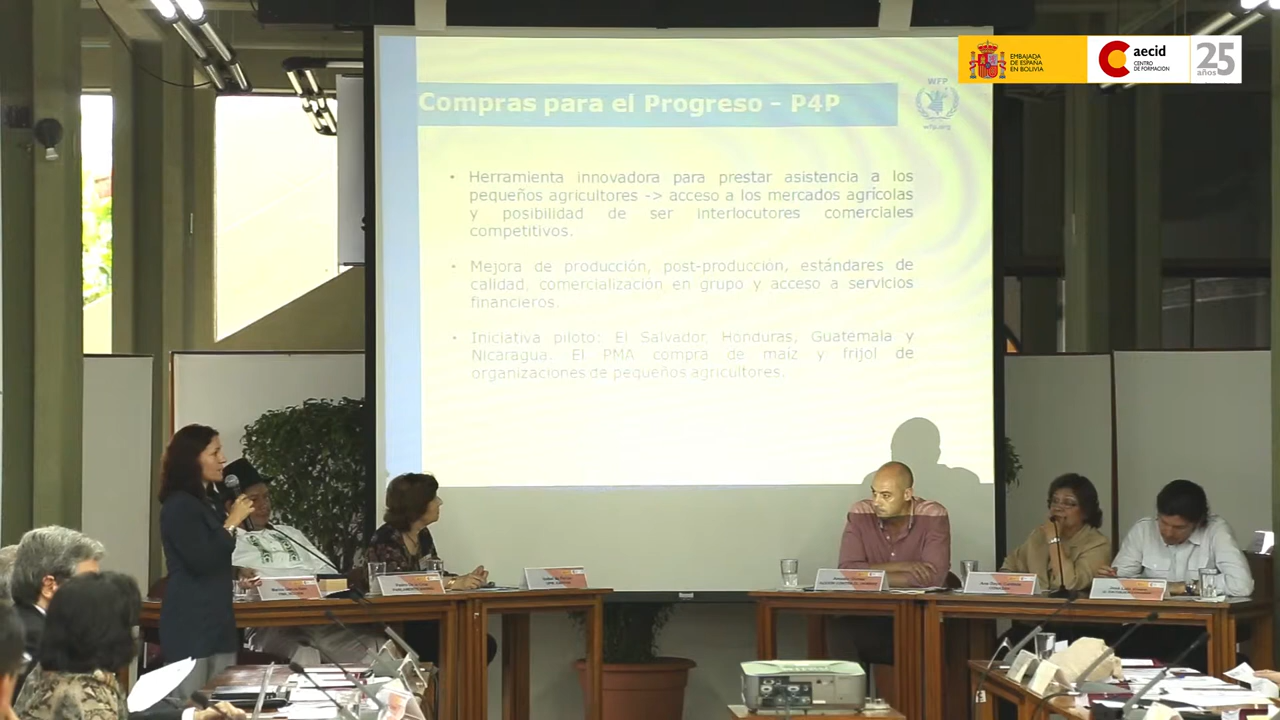 EMBAJADA
DE ESPAÑA
EN BOLIVIA
aecid
CENTRO
DE FORMACIÓN
25
años
WFP
wfp.org
Compras para el Progreso – P4P
• Herramienta innovadora para prestar asistencia a los
pequeños agricultores -> acceso a los mercados agrícolas
y posibilidad de ser interlocutores comerciales
competitivos.
• Mejora de producción, post-producción, estándares de
calidad, comercialización en grupo y acceso a servicios
financieros.
• Iniciativa piloto: El Salvador, Honduras, Guatemala y
Nicaragua. El PMA compra de maíz y frijol de
organizaciones de pequeños agricultores.